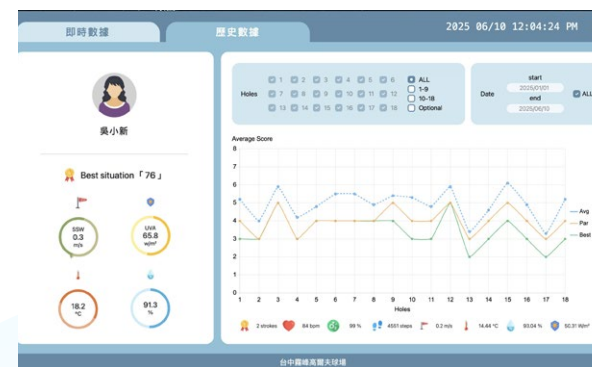 即時數據
歷史數據
2025 06/10 12:04:24 PM
吳小新
Best situation「76」
SSW
0.3
m/s
UVA
65.8
w/m²
18.2
°C
91.3
%
Holes
1 2 3 4 5 6
7 8 9 10 11 12
13 14 15 16 17 18
ALL
1-9
10-18
Optional
Date
start
2025/01/01
end
2025/06/10
ALL
Average Score
8
7
6
5
4
3
2
1
0
1 2 3 4 5 6 7 8 9 10 11 12 13 14 15 16 17 18
Holes
Avg
Par
Best
2 strokes 84 bpm 99 % 4551 steps 0.2 m/s 14.44 °C 93.04 % 50.31 W/m²
台中霧峰高爾夫球場